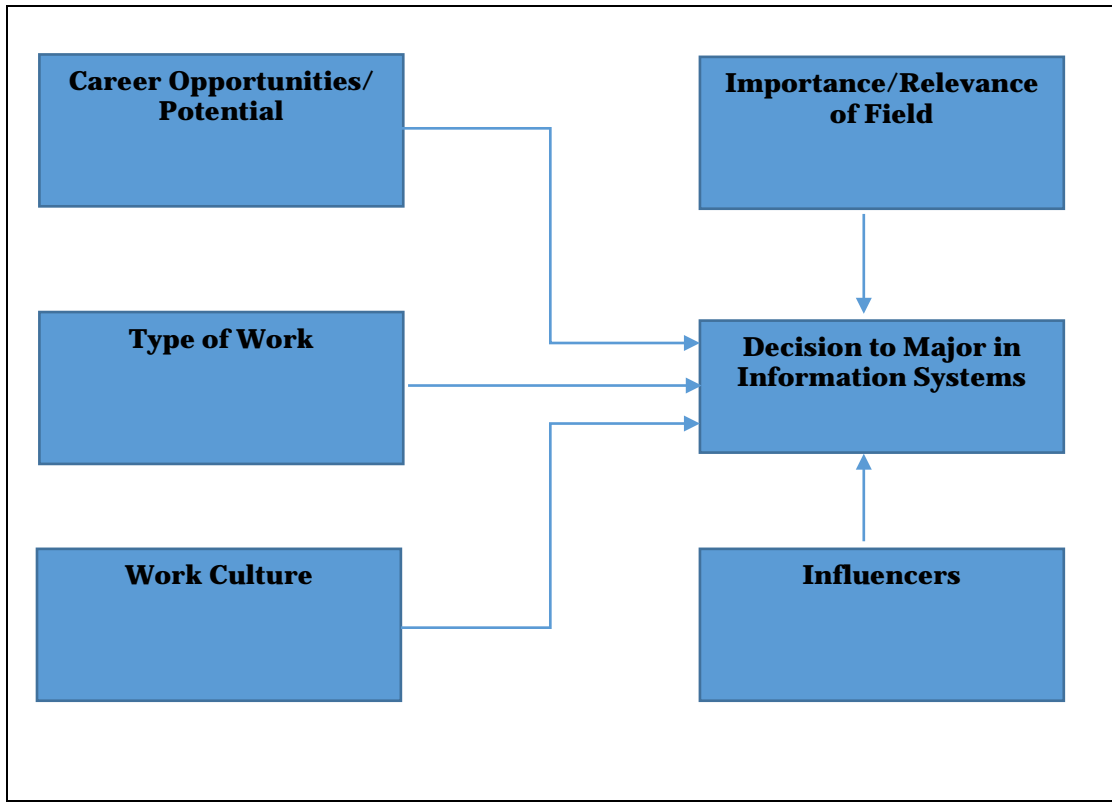 Career Opportunities/
Potential
Importance/Relevance
of Field
Type of Work
Decision to Major in
Information Systems
Work Culture
Influencers